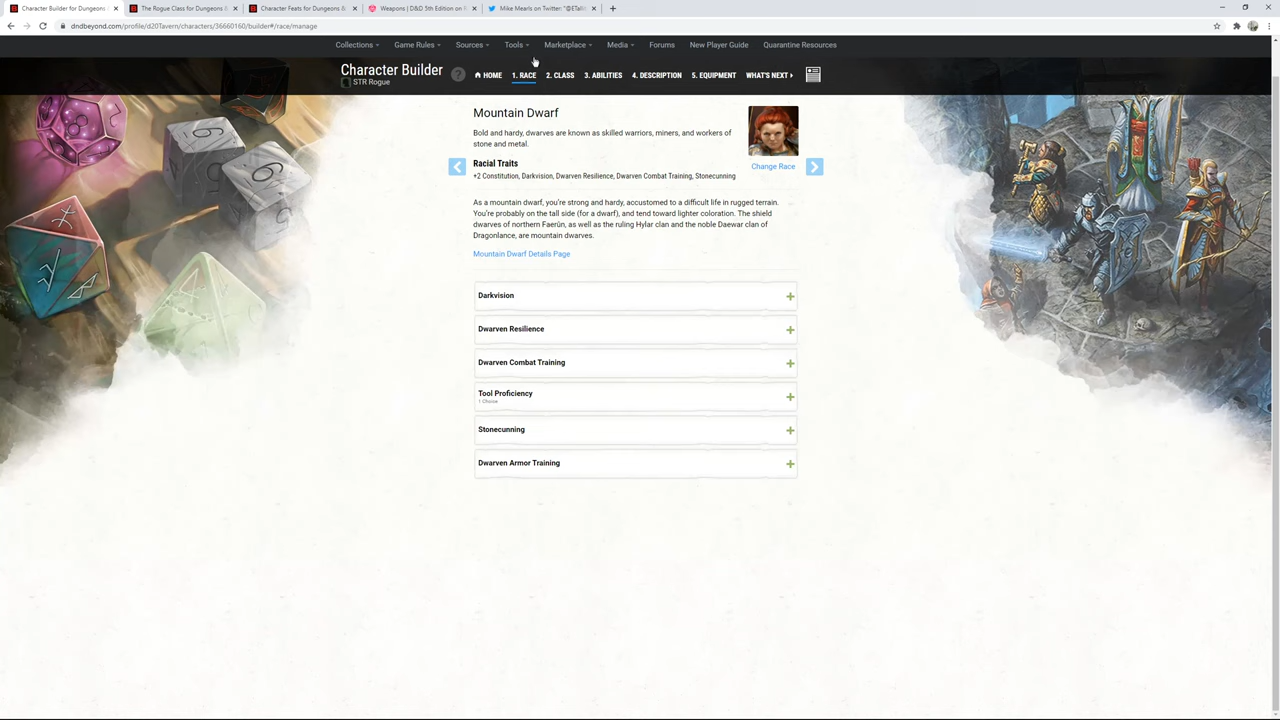 Character Builder for Dungeons &
The Rogue Class for Dungeons &
Character Feats for Dungeons &
Weapons | D&D 5th Edition on
Mike Mearls on Twitter:
dndbeyond.com/profile/d20Tavern/characters/36660160/builder#/race/manage
Collections Game Rules Sources Tools Marketplace Media Forums New Player Guide Quarantine Resources
Character Builder
STR Rogue
? HOME 1. RACE 2. CLASS 3. ABILITIES 4. DESCRIPTION 5. EQUIPMENT WHAT'S NEXT
Mountain Dwarf
Bold and hardy, dwarves are known as skilled warriors, miners, and workers of
stone and metal.
Racial Traits
+2 Constitution, Darkvision, Dwarven Resilience, Dwarven Combat Training, Stonecunning
Change Race
As a mountain dwarf, you're strong and hardy, accustomed to a difficult life in rugged terrain.
You're probably on the tall side (for a dwarf), and tend toward lighter coloration. The shield
dwarves of northern Faerûn, as well as the ruling Hylar clan and the noble Daewar clan of
Dragonlance, are mountain dwarves.
Mountain Dwarf Details Page
Darkvision
Dwarven Resilience
Dwarven Combat Training
Tool Proficiency
1 Choice
Stonecunning
Dwarven Armor Training